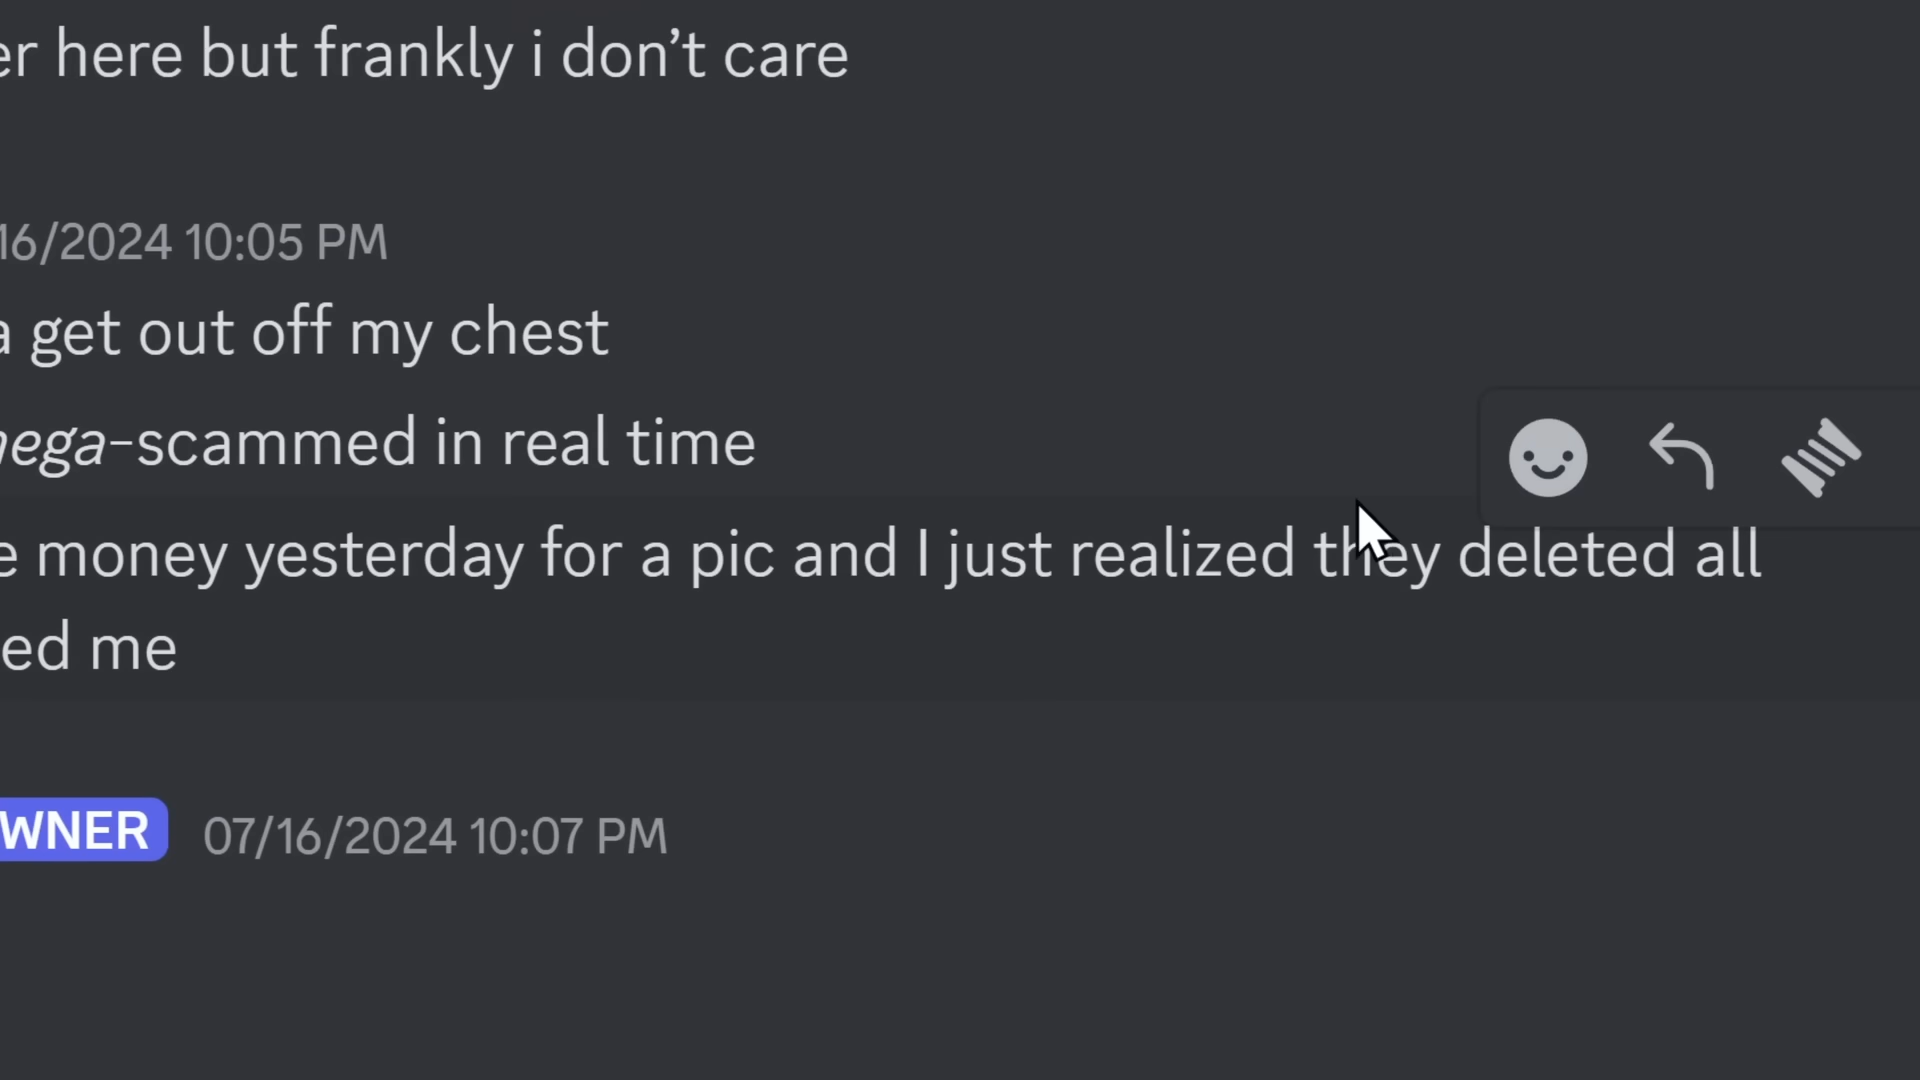 er here but frankly i don't care
16/2024 10:05 PM
a get out off my chest
ega-scammed in real time
e money yesterday for a pic and I just realized they deleted all
ed me
WNER 07/16/2024 10:07 PM